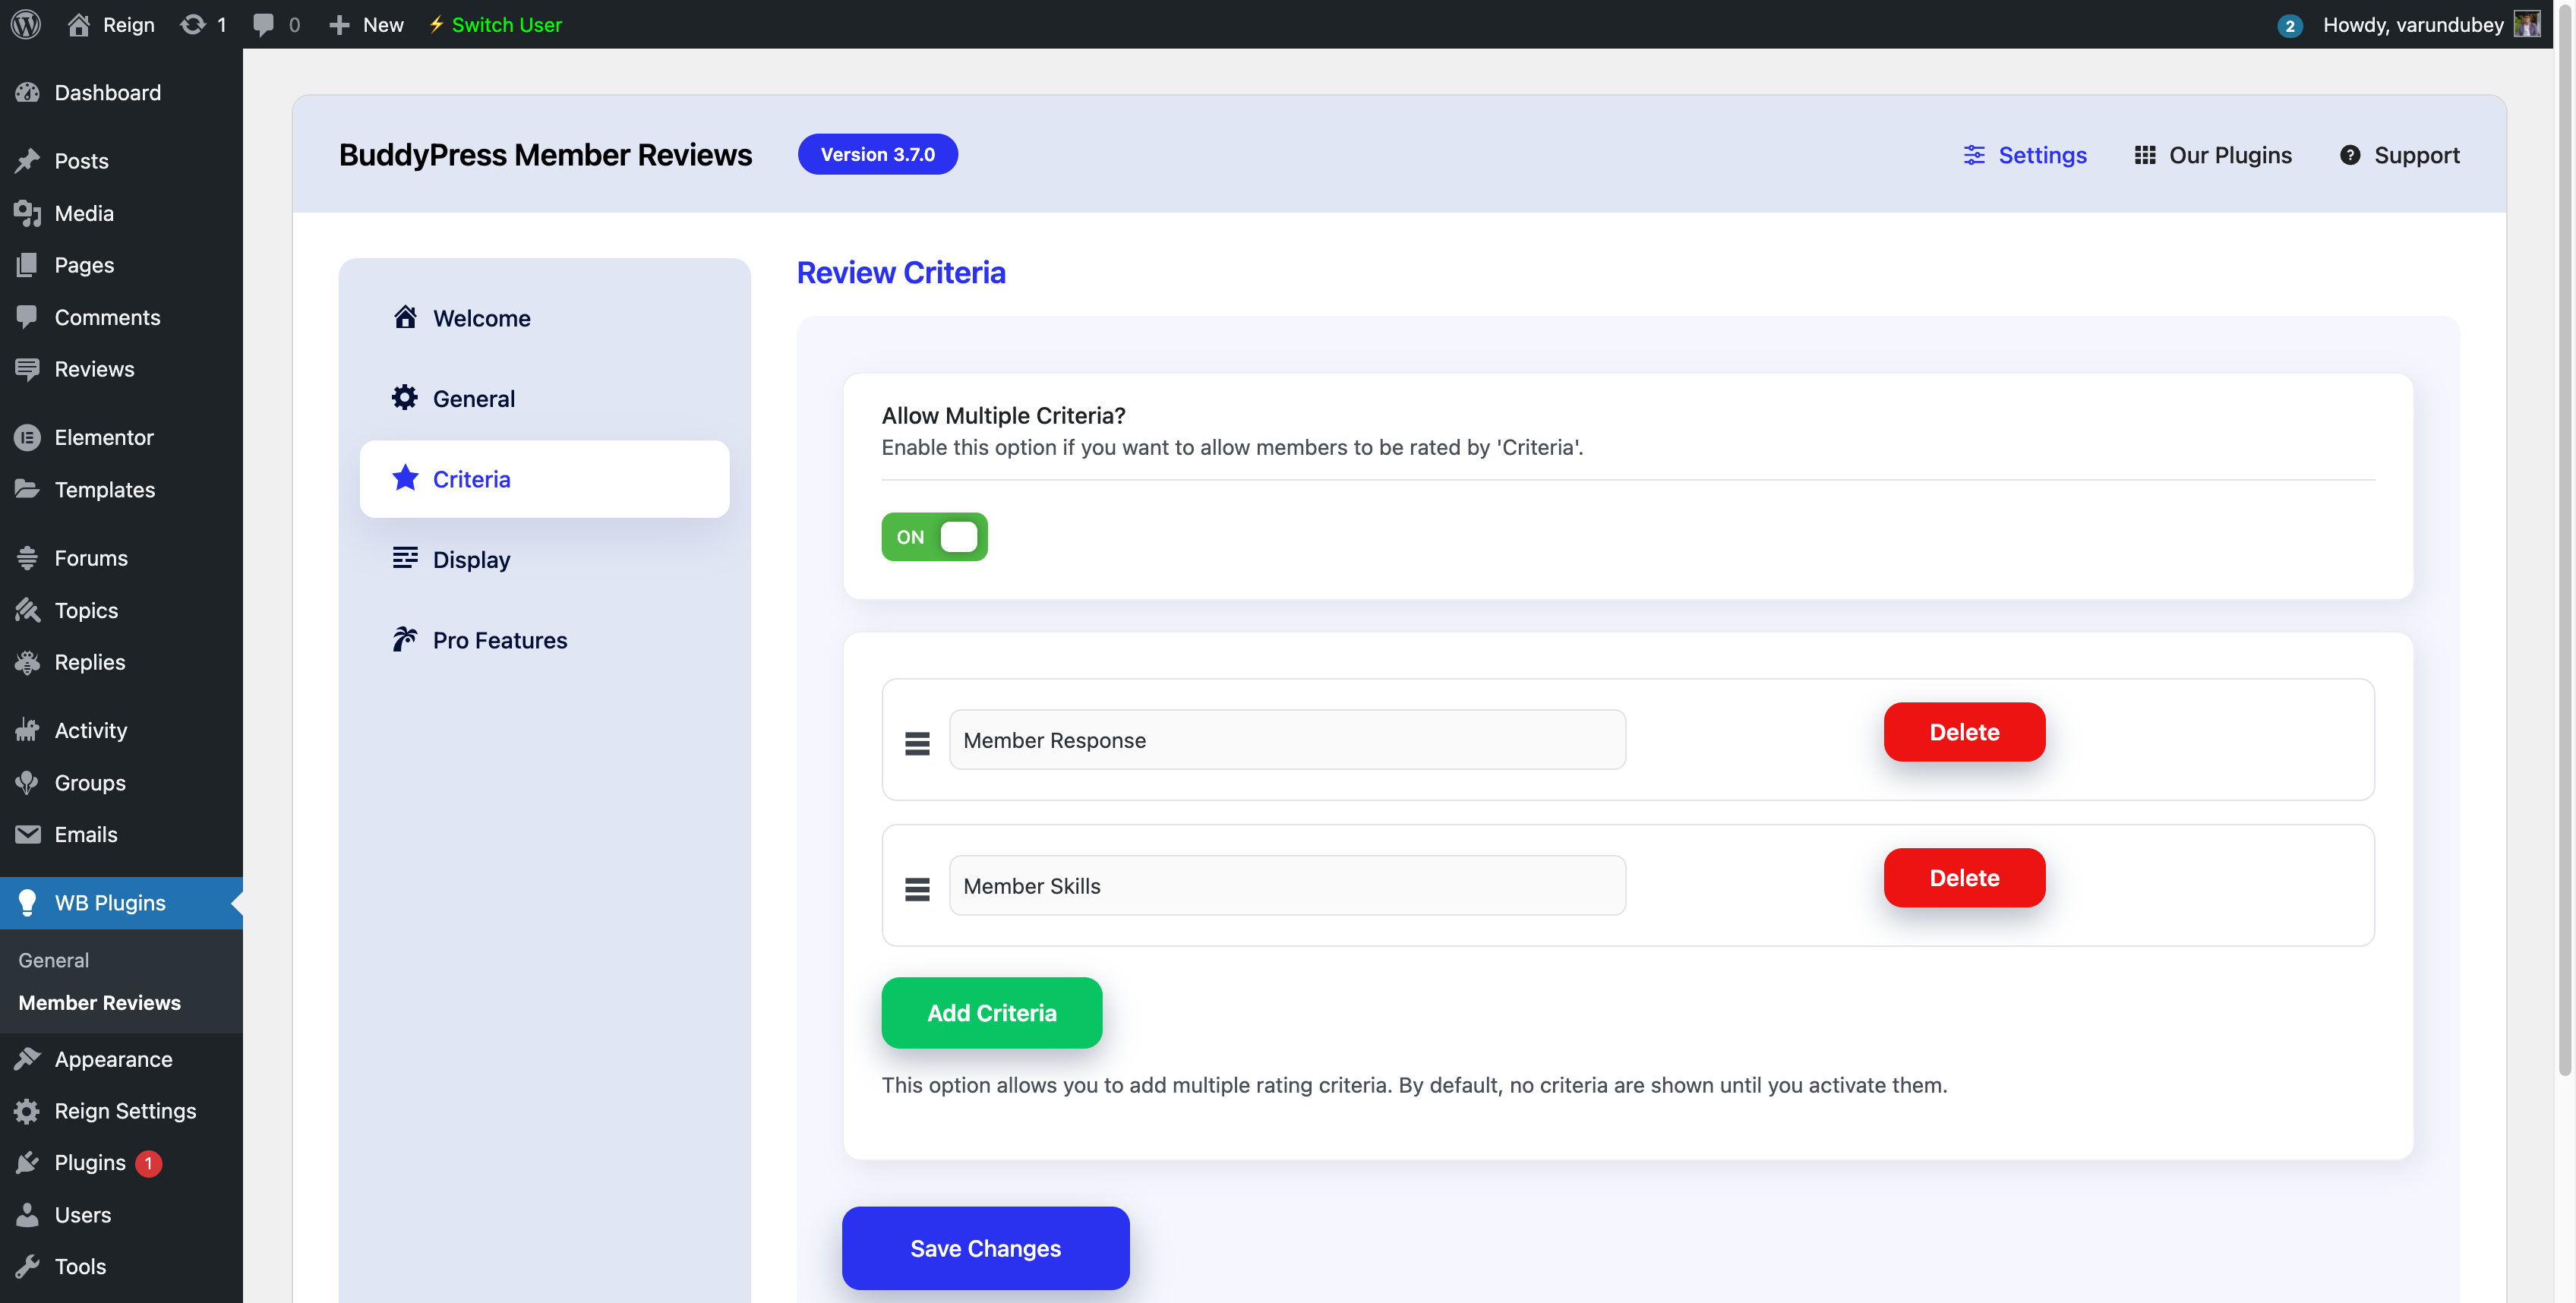 Reign 1 0 New ⚡ Switch User 2 Howdy, varundubey
Dashboard
Posts
Media
Pages
Comments
Reviews
Elementor
Templates
Forums
Topics
Replies
Activity
Groups
Emails
WB Plugins
General
Member Reviews
Appearance
Reign Settings
Plugins 1
Users
Tools
BuddyPress Member Reviews Version 3.7.0 Settings Our Plugins Support
Welcome
General
Criteria
Display
Pro Features
Review Criteria
Allow Multiple Criteria?
Enable this option if you want to allow members to be rated by 'Criteria'.
ON
Member Response Delete
Member Skills Delete
Add Criteria
This option allows you to add multiple rating criteria. By default, no criteria are shown until you activate them.
Save Changes